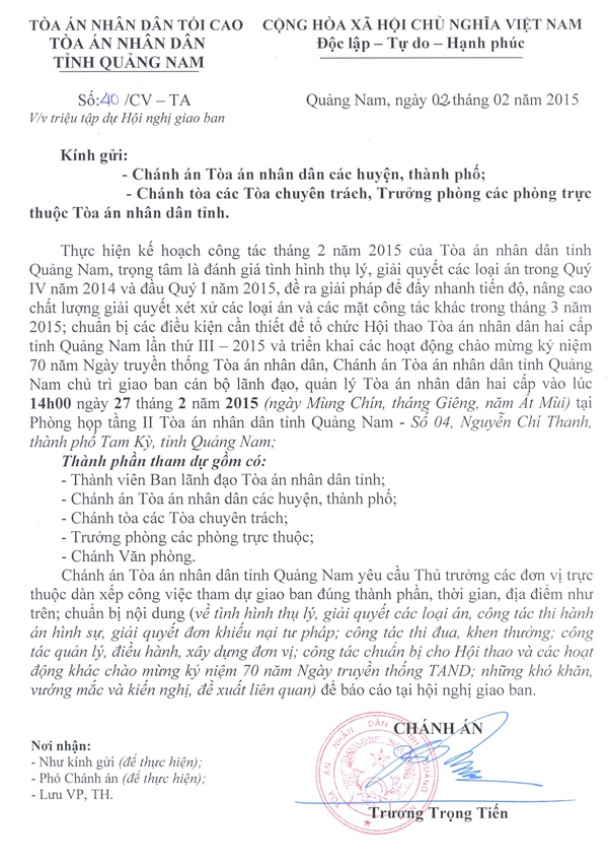 TÒA ÁN NHÂN DÂN TỐI CAO
TÒA ÁN NHÂN DÂN
TỈNH QUẢNG NAM
CỘNG HÒA XÃ HỘI CHỦ NGHĨA VIỆT NAM
Độc lập – Tự do – Hạnh phúc
Số:40 /CV – TA
V/v triệu tập dự Hội nghị giao ban
Quảng Nam, ngày 02 tháng 02 năm 2015
Kính gửi:
- Chánh án Tòa án nhân dân các huyện, thành phố;
- Chánh tòa các Tòa chuyên trách, Trưởng phòng các phòng trực
thuộc Tòa án nhân dân tỉnh.
Thực hiện kế hoạch công tác tháng 2 năm 2015 của Tòa án nhân dân tỉnh
Quảng Nam, trọng tâm là đánh giá tình hình thụ lý, giải quyết các loại án trong Quý
IV năm 2014 và đầu Quý I năm 2015, đề ra giải pháp để đẩy nhanh tiến độ, nâng cao
chất lượng giải quyết xét xử các loại án và các mặt công tác khác trong tháng 3 năm
2015; chuẩn bị các điều kiện cần thiết để tổ chức Hội thao Tòa án nhân dân hai cấp
tỉnh Quảng Nam lần thứ III – 2015 và triển khai các hoạt động chào mừng kỷ niệm
70 năm Ngày truyền thống Tòa án nhân dân, Chánh án Tòa án nhân dân tỉnh Quảng
Nam chủ trì giao ban cán bộ lãnh đạo, quản lý Tòa án nhân dân hai cấp vào lúc
14h00 ngày 27 tháng 2 năm 2015 (ngày Mùng Chín, tháng Giêng, năm Ất Mùi) tại
Phòng họp tầng II Tòa án nhân dân tỉnh Quảng Nam - Số 04, Nguyễn Chí Thanh,
thành phố Tam Kỳ, tỉnh Quảng Nam;
Thành phần tham dự gồm có:
- Thành viên Ban lãnh đạo Tòa án nhân dân tỉnh;
- Chánh án Tòa án nhân dân các huyện, thành phố;
- Chánh tòa các Tòa chuyên trách;
- Trưởng phòng các phòng trực thuộc;
- Chánh Văn phòng.
Chánh án Tòa án nhân dân tỉnh Quảng Nam yêu cầu Thủ trưởng các đơn vị trực
thuộc dàn xếp công việc tham dự giao ban đúng thành phần, thời gian, địa điểm như
trên; chuẩn bị nội dung (về tình hình thụ lý, giải quyết các loại án, công tác thi hành
án hình sự, giải quyết đơn khiếu nại tư pháp; công tác thi đua, khen thưởng; công
tác quản lý, điều hành, xây dựng đơn vị; công tác chuẩn bị cho Hội thao và các hoạt
động khác chào mừng kỷ niệm 70 năm Ngày truyền thống TAND; những khó khăn,
vướng mắc và kiến nghị, đề xuất liên quan) để báo cáo tại hội nghị giao ban.
CHÁNH ÁN
Nơi nhận:
- Như kính gửi (để thực hiện);
- Phó Chánh án (để thực hiện);
- Lưu VP, TH.
TÒA ÁN NHÂN DÂN TỈNH QUẢNG
Trương Trọng Tiến